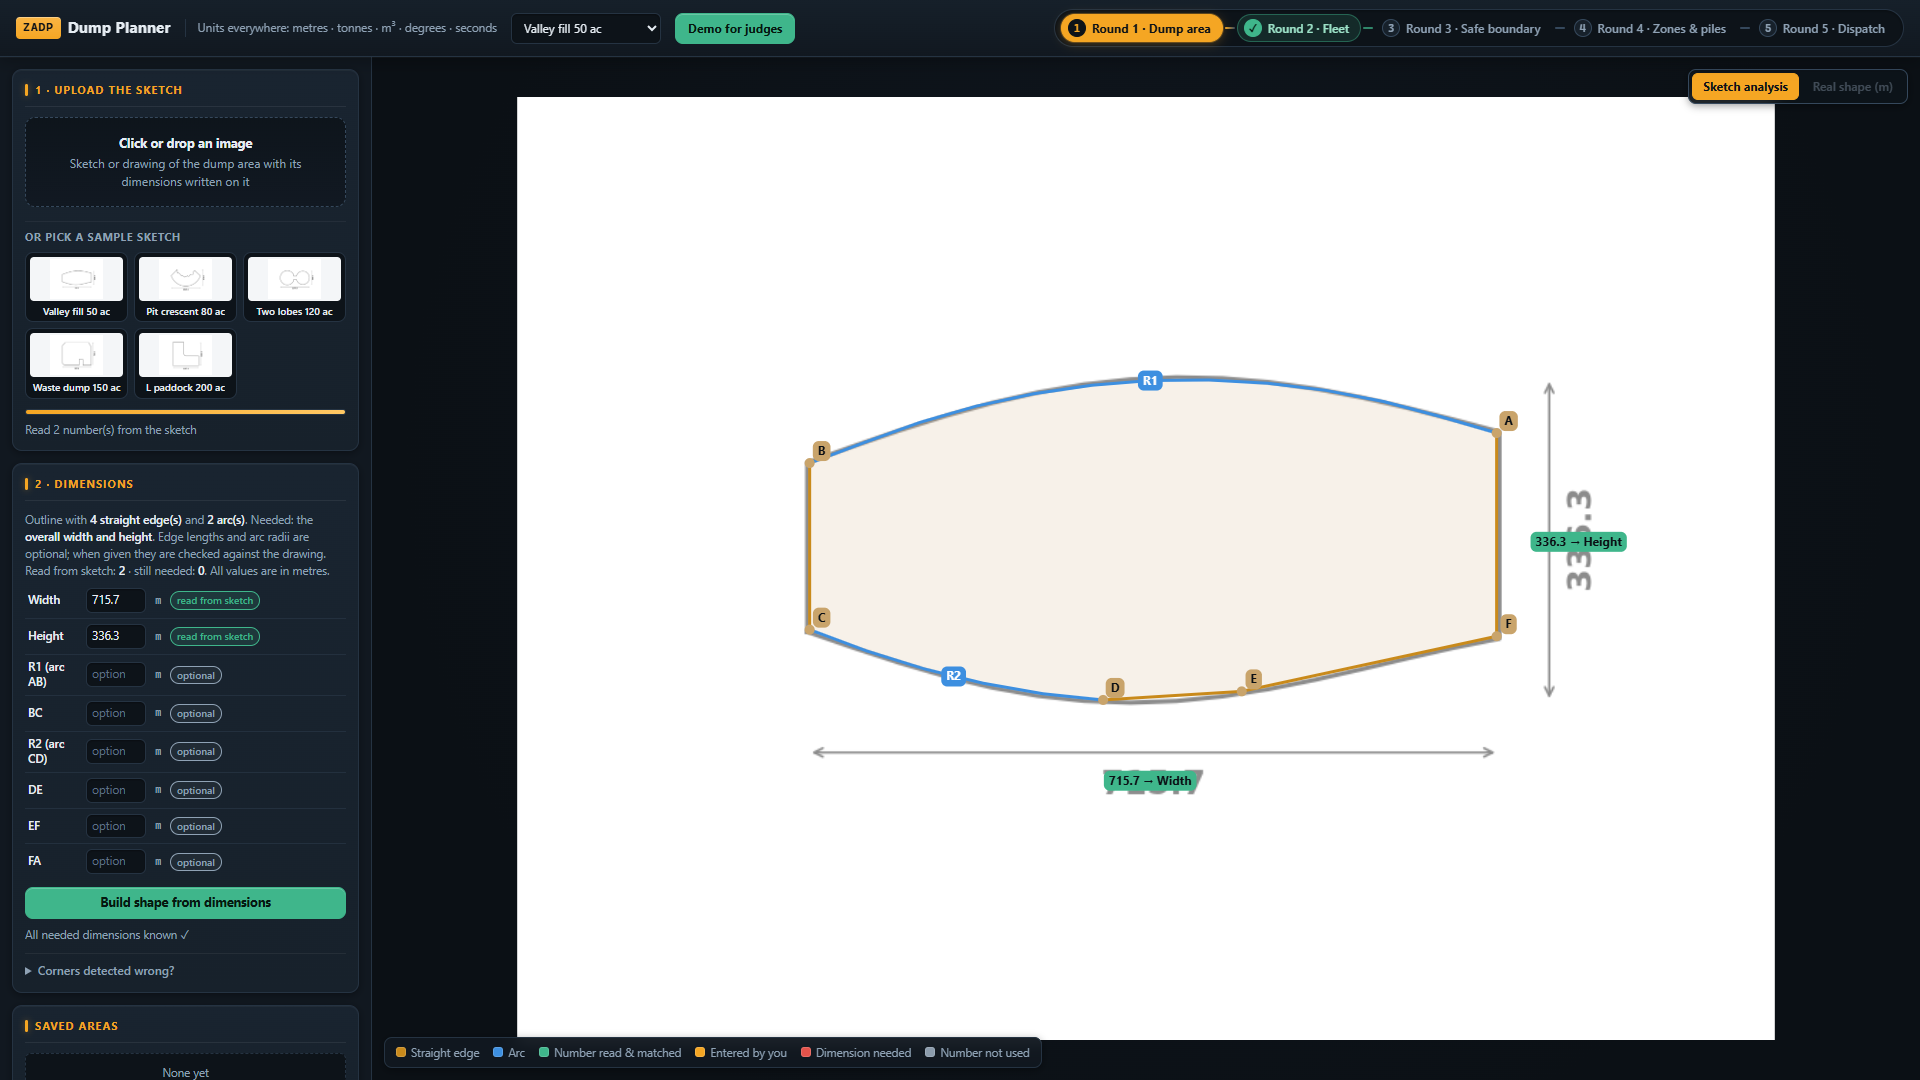 ZADP Dump Planner
Units everywhere: metres · tonnes · m³ · degrees · seconds
Valley fill 50 ac
Demo for judges
1 Round 1 · Dump area
✓ Round 2 · Fleet
3 Round 3 · Safe boundary
4 Round 4 · Zones & piles
5 Round 5 · Dispatch
1 · UPLOAD THE SKETCH
Click or drop an image
Sketch or drawing of the dump area with its
dimensions written on it
OR PICK A SAMPLE SKETCH
Valley fill 50 ac
Pit crescent 80 ac
Two lobes 120 ac
Waste dump 150 ac
L paddock 200 ac
Read 2 number(s) from the sketch
2 · DIMENSIONS
Outline with 4 straight edge(s) and 2 arc(s). Needed: the
overall width and height. Edge lengths and arc radii are
optional; when given they are checked against the drawing.
Read from sketch: 2 · still needed: 0. All values are in metres.
Width 715.7 m read from sketch
Height 336.3 m read from sketch
R1 (arc
AB) option m optional
BC option m optional
R2 (arc
CD) option m optional
DE option m optional
EF option m optional
FA option m optional
Build shape from dimensions
All needed dimensions known ✓
▶ Corners detected wrong?
SAVED AREAS
None yet
Sketch analysis
Real shape (m)
R1
A
B
C
R2
D
E
F
336.3
336.3 → Height
715.7 → Width
Straight edge
Arc
Number read & matched
Entered by you
Dimension needed
Number not used